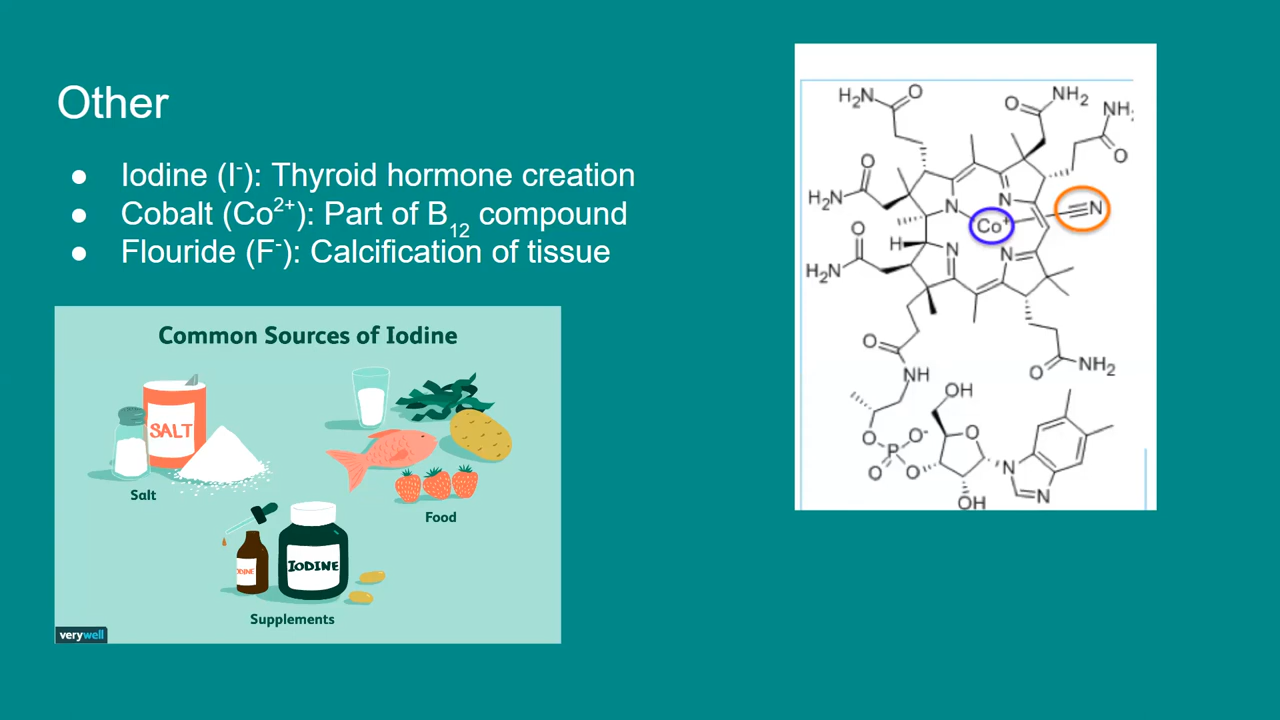 Other
● Iodine (I⁻): Thyroid hormone creation
● Cobalt (Co²⁺): Part of B₁₂ compound
● Flouride (F⁻): Calcification of tissue
Common Sources of Iodine
SALT
Salt
Food
IODINE
Supplements
verywell
H₂N
O
O
NH₂
NH
O
O
H₂N
N
N
Co⁺
≡N
O
H
N
N
H₂N
O
NH
O
NH₂
OH
O
O⁻
P
O
O
O
N
N
OH